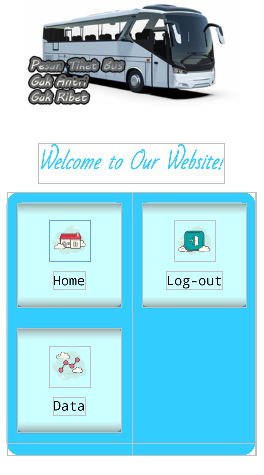 Pesan Tiket Bus
Gak Antri
Gak Ribet
Welcome to Our Website!
Home
Log-out
Data